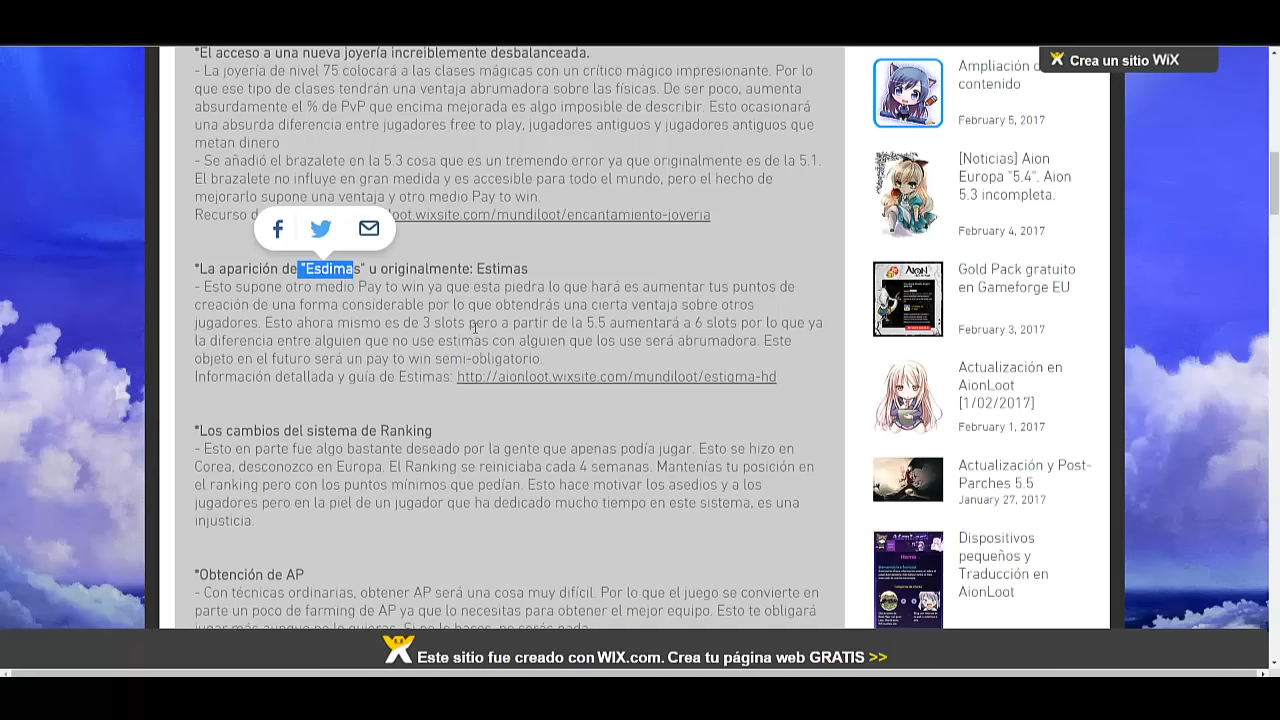 *El acceso a una nueva joyería increiblemente desbalanceada.
- La joyería de nivel 75 colocará a las clases mágicas con un crítico mágico impresionante. Por lo
que ese tipo de clases tendrán una ventaja abrumadora sobre las físicas. De ser poco, aumenta
absurdamente el % de PvP que encima mejorada es algo imposible de describir. Esto ocasionará
una absurda diferencia entre jugadores free to play, jugadores antiguos y jugadores antiguos que
metan dinero
- Se añadió el brazalete en la 5.3 cosa que es un tremendo error ya que originalmente es de la 5.1.
El brazalete no influye en gran medida y es accesible para todo el mundo, pero el hecho de
mejorarlo supone una ventaja y otro medio Pay to win.
Recurso d oot.wixsite.com/mundiloot/encantamiento-joyeria
*La aparición de "Esdimas" u originalmente: Estimas
- Esto supone otro medio Pay to win ya que esta piedra lo que hará es aumentar tus puntos de
creación de una forma considerable por lo que obtendrás una cierta ventaja sobre otros
jugadores. Este ahora mismo es de 3 slots pero a partir de la 5.5 aumentará a 6 slots por lo que ya
la diferencia entre alguien que no use estimas con alguien que los use será abrumadora. Este
objeto en el futuro será un pay to win semi-obligatorio.
Información detallada y guía de Estimas: http://aionloot.wixsite.com/mundiloot/estigma-hd
*Los cambios del sistema de Ranking
- Esto en parte fue algo bastante deseado por la gente que apenas podía jugar. Esto se hizo en
Corea, desconozco en Europa. El Ranking se reiniciaba cada 4 semanas. Mantenías tu posición en
el ranking pero con los puntos mínimos que pedían. Esto hace motivar los asedios y a los
jugadores pero en la piel de un jugador que ha dedicado mucho tiempo en este sistema, es una
injusticia.
*Obtención de AP
- Con técnicas ordinarias, obtener AP será una cosa muy difícil. Por lo que el juego se convierte en
parte un poco de farming de AP ya que lo necesitas para obtener el mejor equipo. Esto te obligará
jugar más aunque no lo quieras. Si no lo haces, no serás nada.
Crea un sitio WiX
Ampliación d
contenido
February 5, 2017
[Noticias] Aion
Europa "5.4". Aion
5.3 incompleta.
February 4, 2017
Gold Pack gratuito
en Gameforge EU
February 3, 2017
Actualización en
AionLoot
[1/02/2017]
February 1, 2017
Actualización y Post-
Parches 5.5
January 27, 2017
Dispositivos
pequeños y
Traducción en
AionLoot
AION
Home
Este sitio fue creado con WIX.com. Crea tu página web GRATIS >>